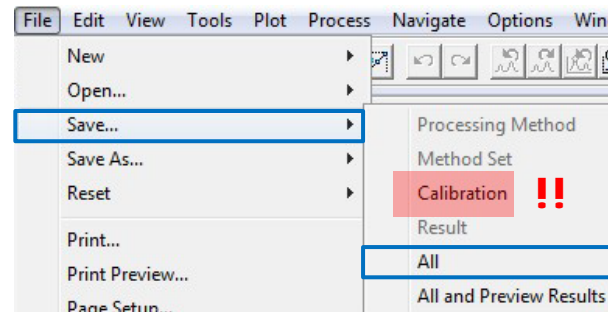 File Edit View Tools Plot Process Navigate Options Win
New
Open...
Save...
Save As...
Reset
Print...
Print Preview...
Page Setup...
Processing Method
Method Set
Calibration !!
Result
All
All and Preview Results